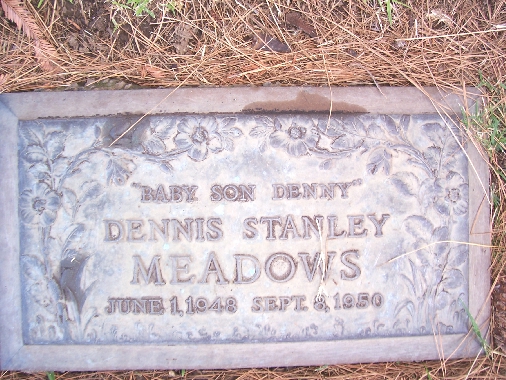 "BABY SON DENNY"
DENNIS STANLEY
MEADOWS
JUNE 1, 1948 SEPT. 8, 1950